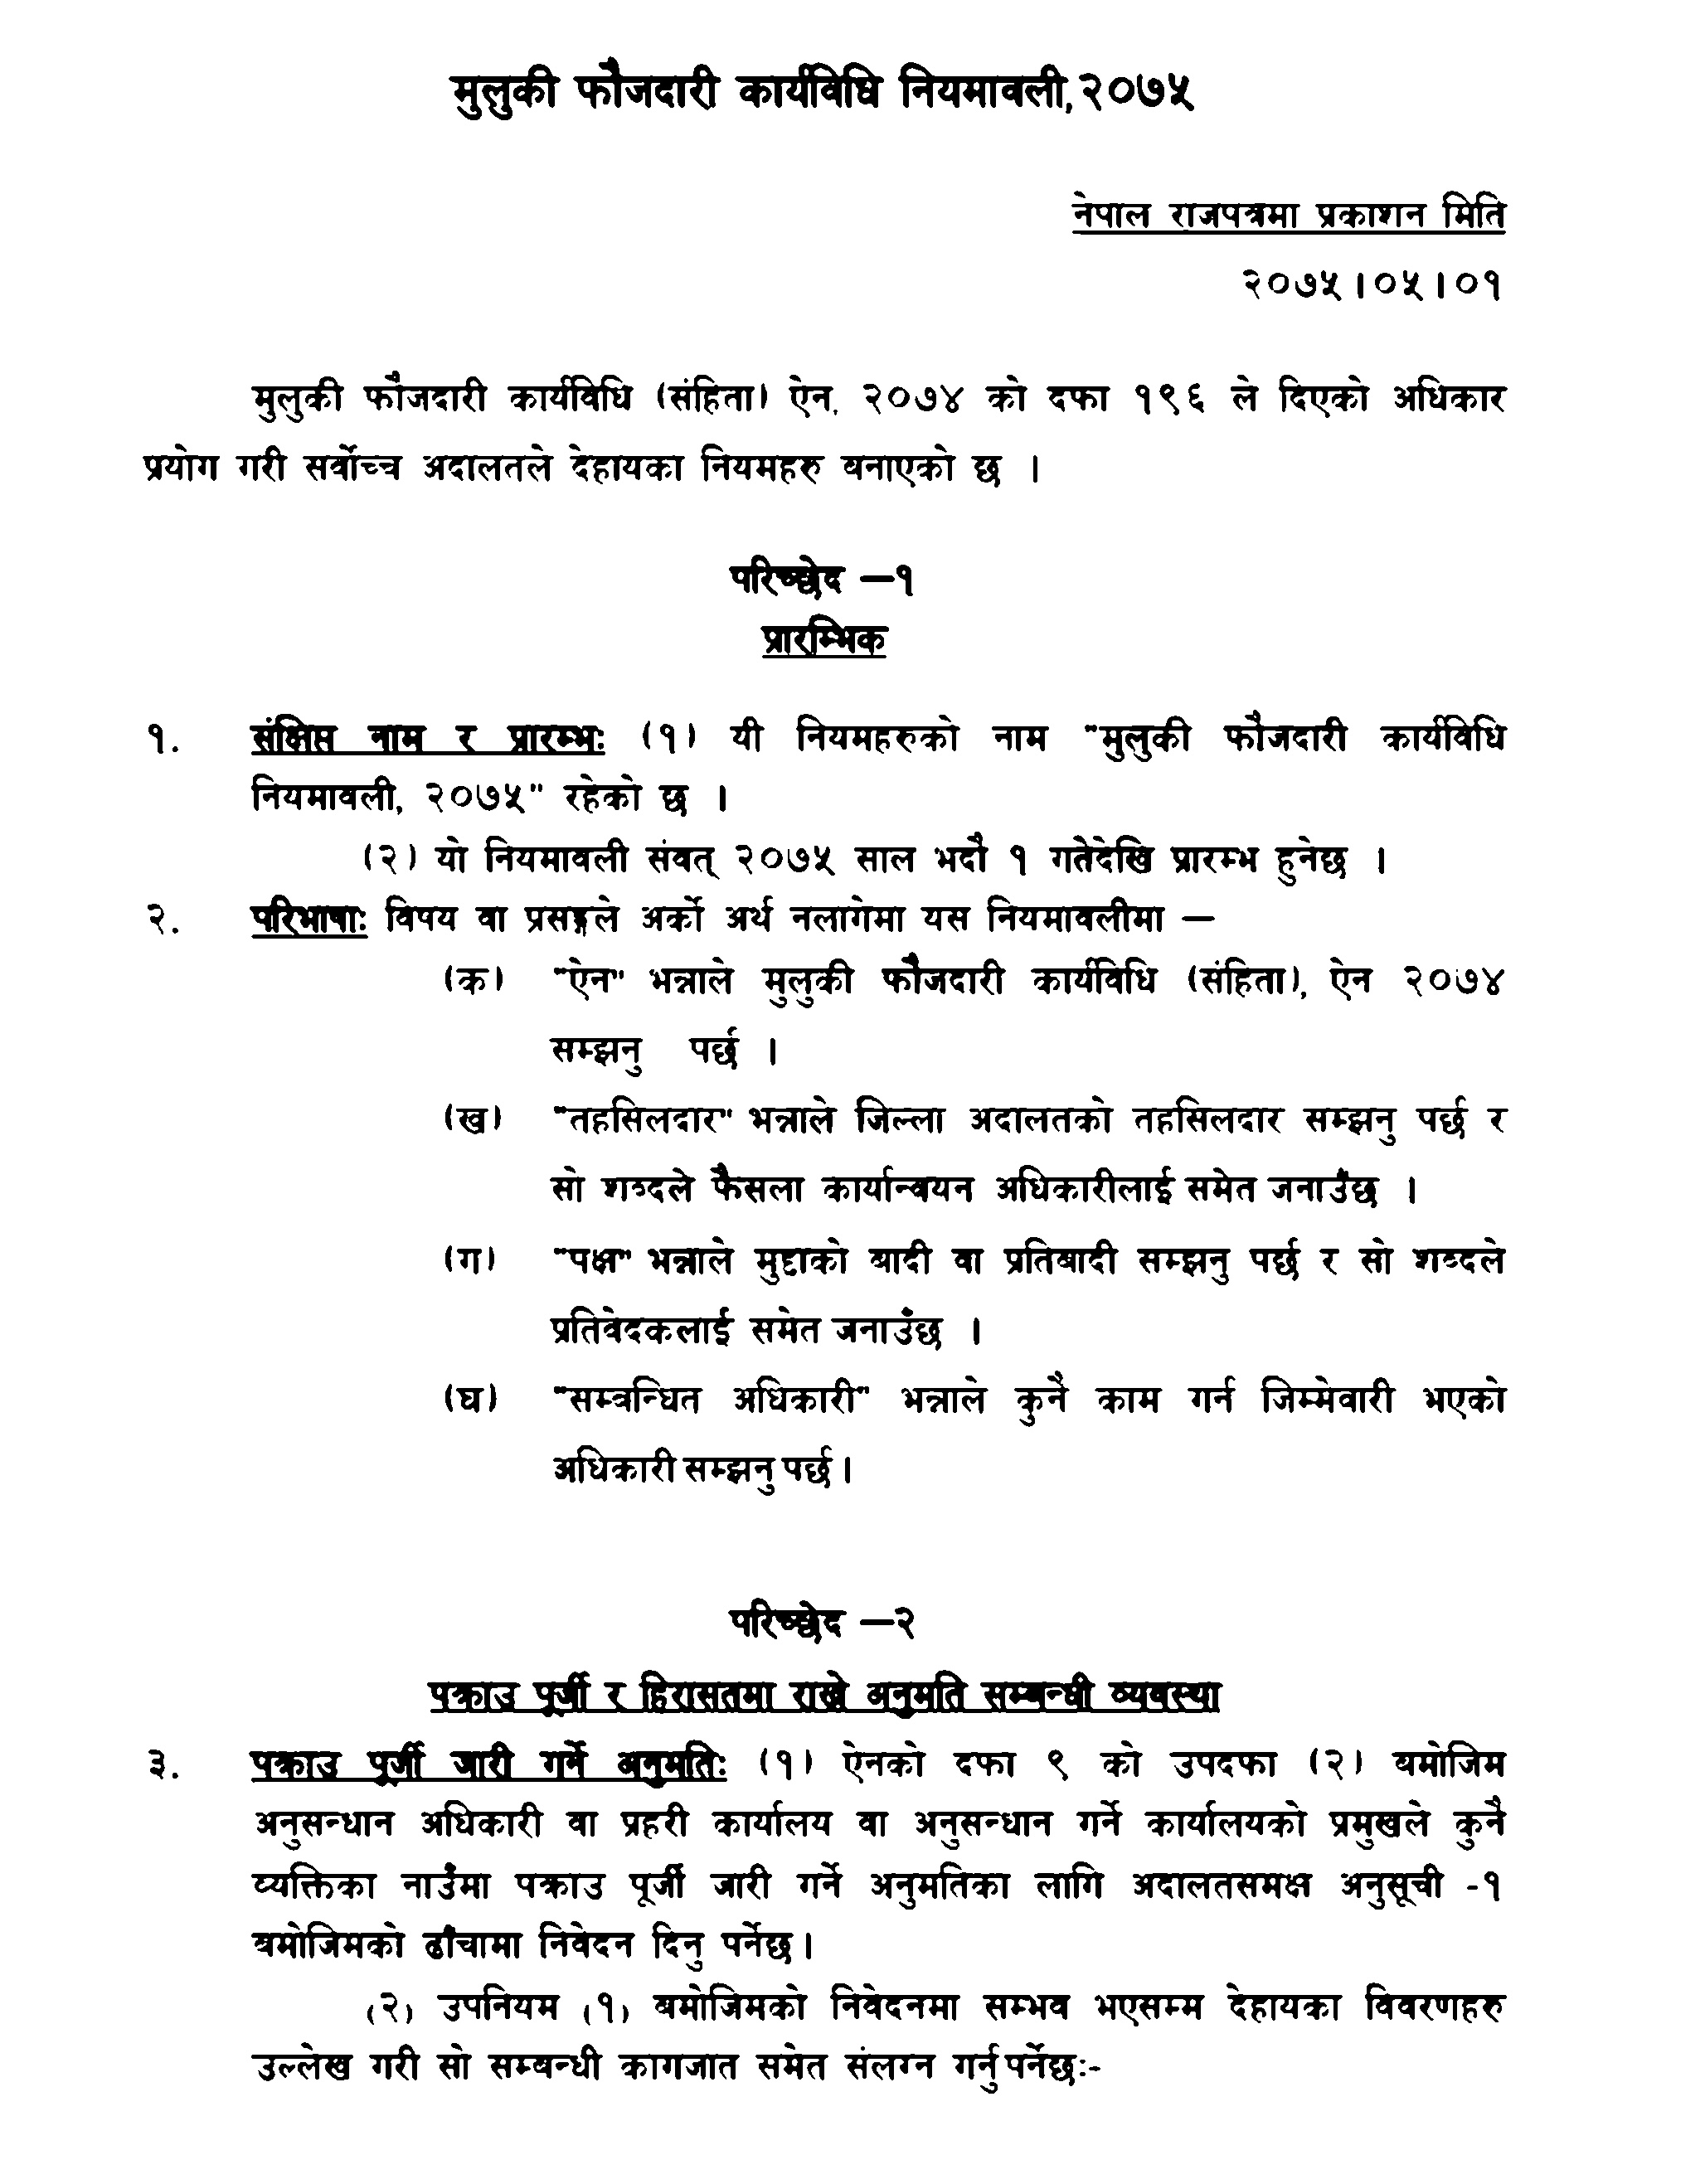 मुलुकी फौजदारी कार्यविधि नियमावली,२०७५
नेपाल राजपत्रमा प्रकाशन मिति
२०७५।०५।०१
मुलुकी फौजदारी कार्यविधि (संहिता) ऐन, २०७४ को दफा १९६ ले दिएको अधिकार
प्रयोग गरी सर्वोच्च अदालतले देहायका नियमहरु बनाएको छ ।
परिच्छेद –१
प्रारम्भिक
१. संक्षिप्त नाम र प्रारम्भः (१) यी नियमहरुको नाम "मुलुकी फौजदारी कार्यविधि
नियमावली, २०७५" रहेको छ ।
(२) यो नियमावली संवत् २०७५ साल भदौ १ गतेदेखि प्रारम्भ हुनेछ ।
२. परिभाषाः विषय वा प्रसङ्गले अर्को अर्थ नलागेमा यस नियमावलीमा –
(क) "ऐन" भन्नाले मुलुकी फौजदारी कार्यविधि (संहिता), ऐन २०७४
सम्झनु पर्छ ।
(ख) "तहसिलदार" भन्नाले जिल्ला अदालतको तहसिलदार सम्झनु पर्छ र
सो शब्दले फैसला कार्यान्वयन अधिकारीलाई समेत जनाउँछ ।
(ग) "पक्ष" भन्नाले मुद्दाको बादी वा प्रतिबादी सम्झनु पर्छ र सो शब्दले
प्रतिवेदकलाई समेत जनाउँछ ।
(घ) "सम्बन्धित अधिकारी" भन्नाले कुनै काम गर्न जिम्मेवारी भएको
अधिकारी सम्झनु पर्छ।
परिच्छेद –२
पक्राउ पूर्जी र हिरासतमा राख्ने अनुमति सम्बन्धी व्यवस्था
३. पक्राउ पूर्जी जारी गर्ने अनुमतिः (१) ऐनको दफा ९ को उपदफा (२) बमोजिम
अनुसन्धान अधिकारी वा प्रहरी कार्यालय वा अनुसन्धान गर्ने कार्यालयको प्रमुखले कुनै
व्यक्तिका नाउँमा पक्राउ पूर्जी जारी गर्ने अनुमतिका लागि अदालतसमक्ष अनुसूची -१
बमोजिमको ढाँचामा निवेदन दिनु पर्नेछ।
(२) उपनियम (१) बमोजिमको निवेदनमा सम्भव भएसम्म देहायका विवरणहरु
उल्लेख गरी सो सम्बन्धी कागजात समेत संलग्न गर्नु पर्नेछः-